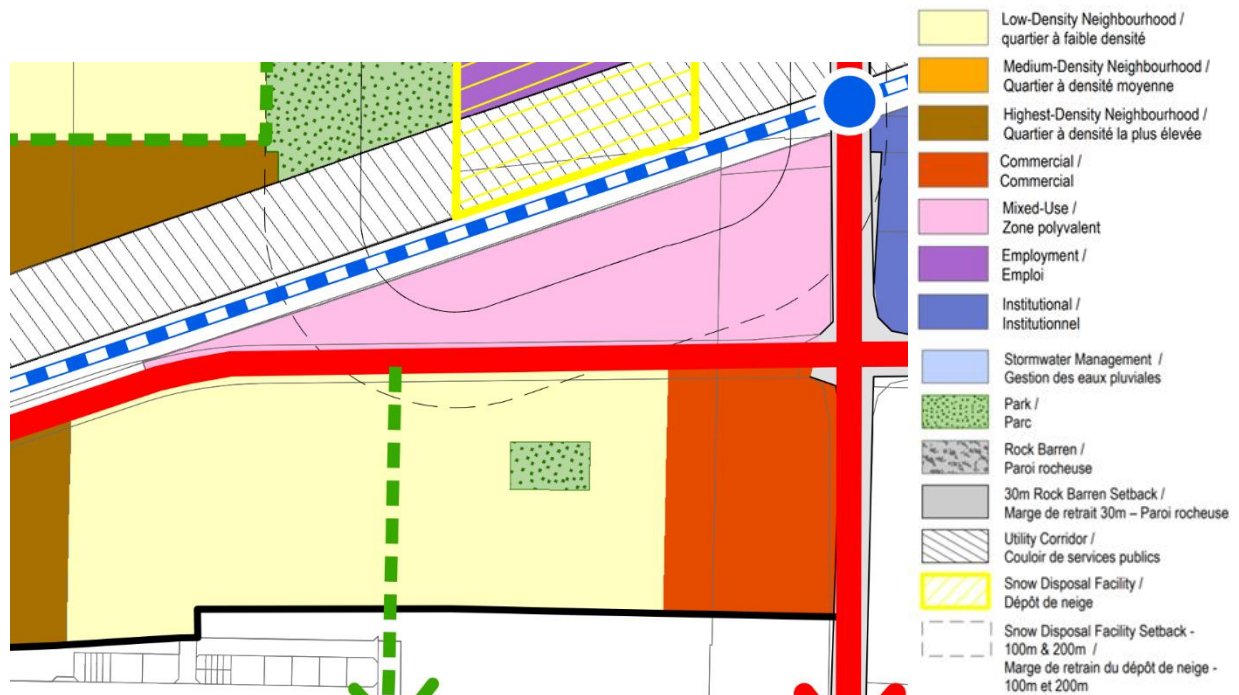 Low-Density Neighbourhood /
quartier à faible densité
Medium-Density Neighbourhood /
Quartier à densité moyenne
Highest-Density Neighbourhood /
Quartier à densité la plus élevée
Commercial /
Commercial
Mixed-Use /
Zone polyvalent
Employment /
Emploi
Institutional /
Institutionnel
Stormwater Management /
Gestion des eaux pluviales
Park /
Parc
Rock Barren /
Paroi rocheuse
30m Rock Barren Setback /
Marge de retrait 30m – Paroi rocheuse
Utility Corridor /
Couloir de services publics
Snow Disposal Facility /
Dépôt de neige
Snow Disposal Facility Setback -
100m & 200m /
Marge de retrain du dépôt de neige -
100m et 200m